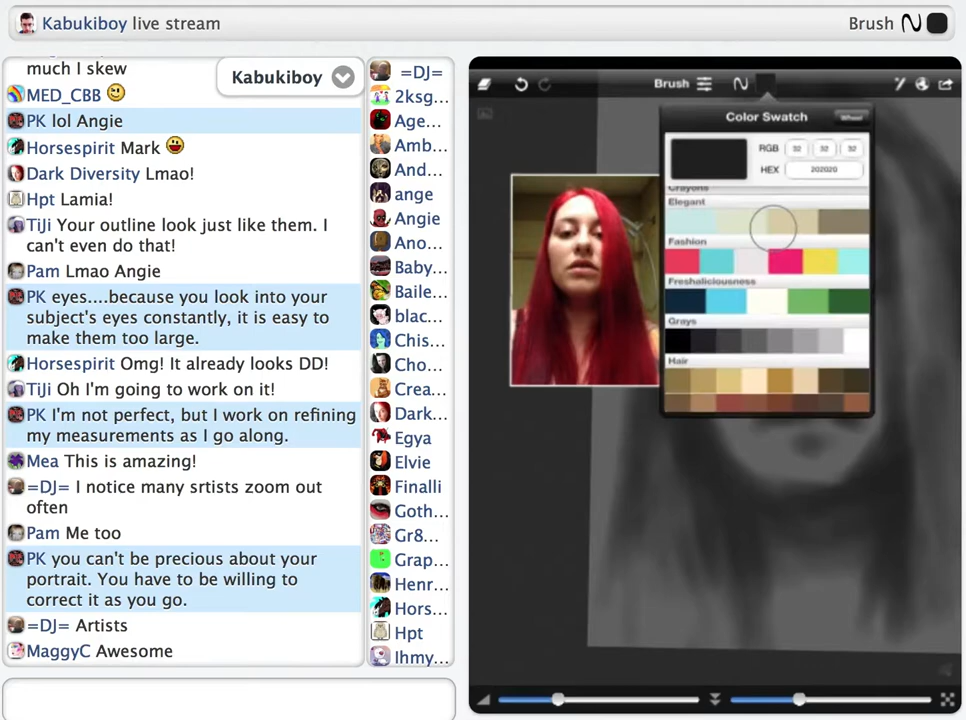 Kabukiboy live stream
Brush
much I skew
Kabukiboy
MED_CBB
PK lol Angie
Horsespirit Mark
Dark Diversity Lmao!
Hpt Lamia!
TiJi Your outline look just like them. I
can't even do that!
Pam Lmao Angie
PK eyes....because you look into your
subject's eyes constantly, it is easy to
make them too large.
Horsespirit Omg! It already looks DD!
TiJi Oh I'm going to work on it!
PK I'm not perfect, but I work on refining
my measurements as I go along.
Mea This is amazing!
=DJ= I notice many srtists zoom out
often
Pam Me too
PK you can't be precious about your
portrait. You have to be willing to
correct it as you go.
=DJ= Artists
MaggyC Awesome
=DJ=
2ksg...
Age...
Amb...
And...
ange
Angie
Ano...
Baby...
Baile...
blac...
Chis...
Cho...
Crea...
Dark...
Egya
Elvie
Finalli
Goth...
Gr8...
Grap...
Henr...
Hors...
Hpt
Ihmy...
Brush
Color Swatch
Wheel
RGB 32 32 32
HEX 202020
Crayons
Elegant
Fashion
Freshaliciousness
Grays
Hair